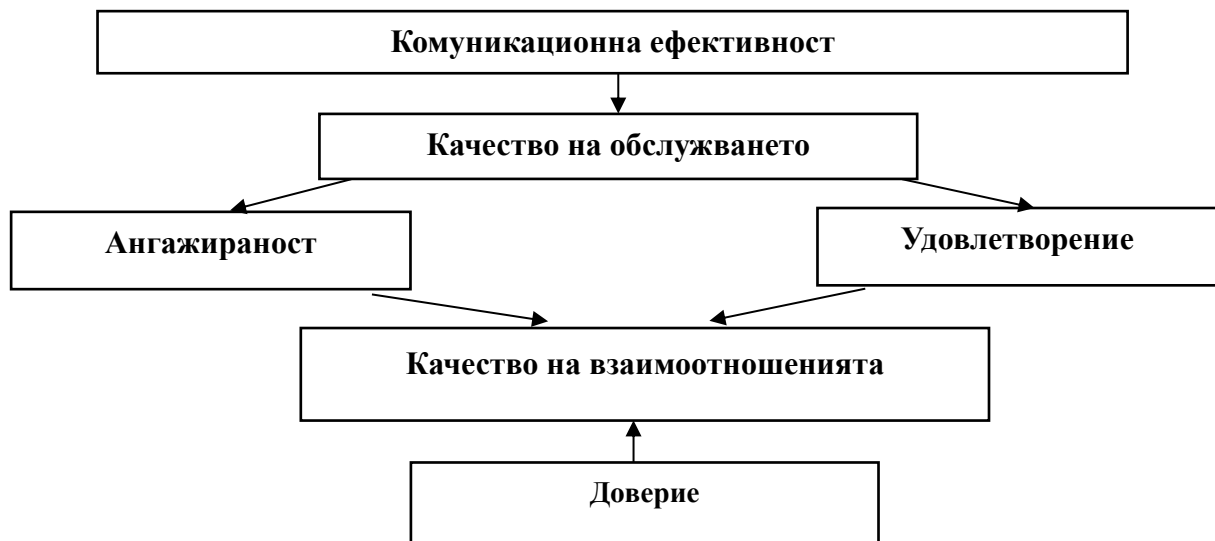 Комуникационна ефективност
Качество на обслужването
Ангажираност
Удовлетворение
Качество на взаимоотношенията
Доверие